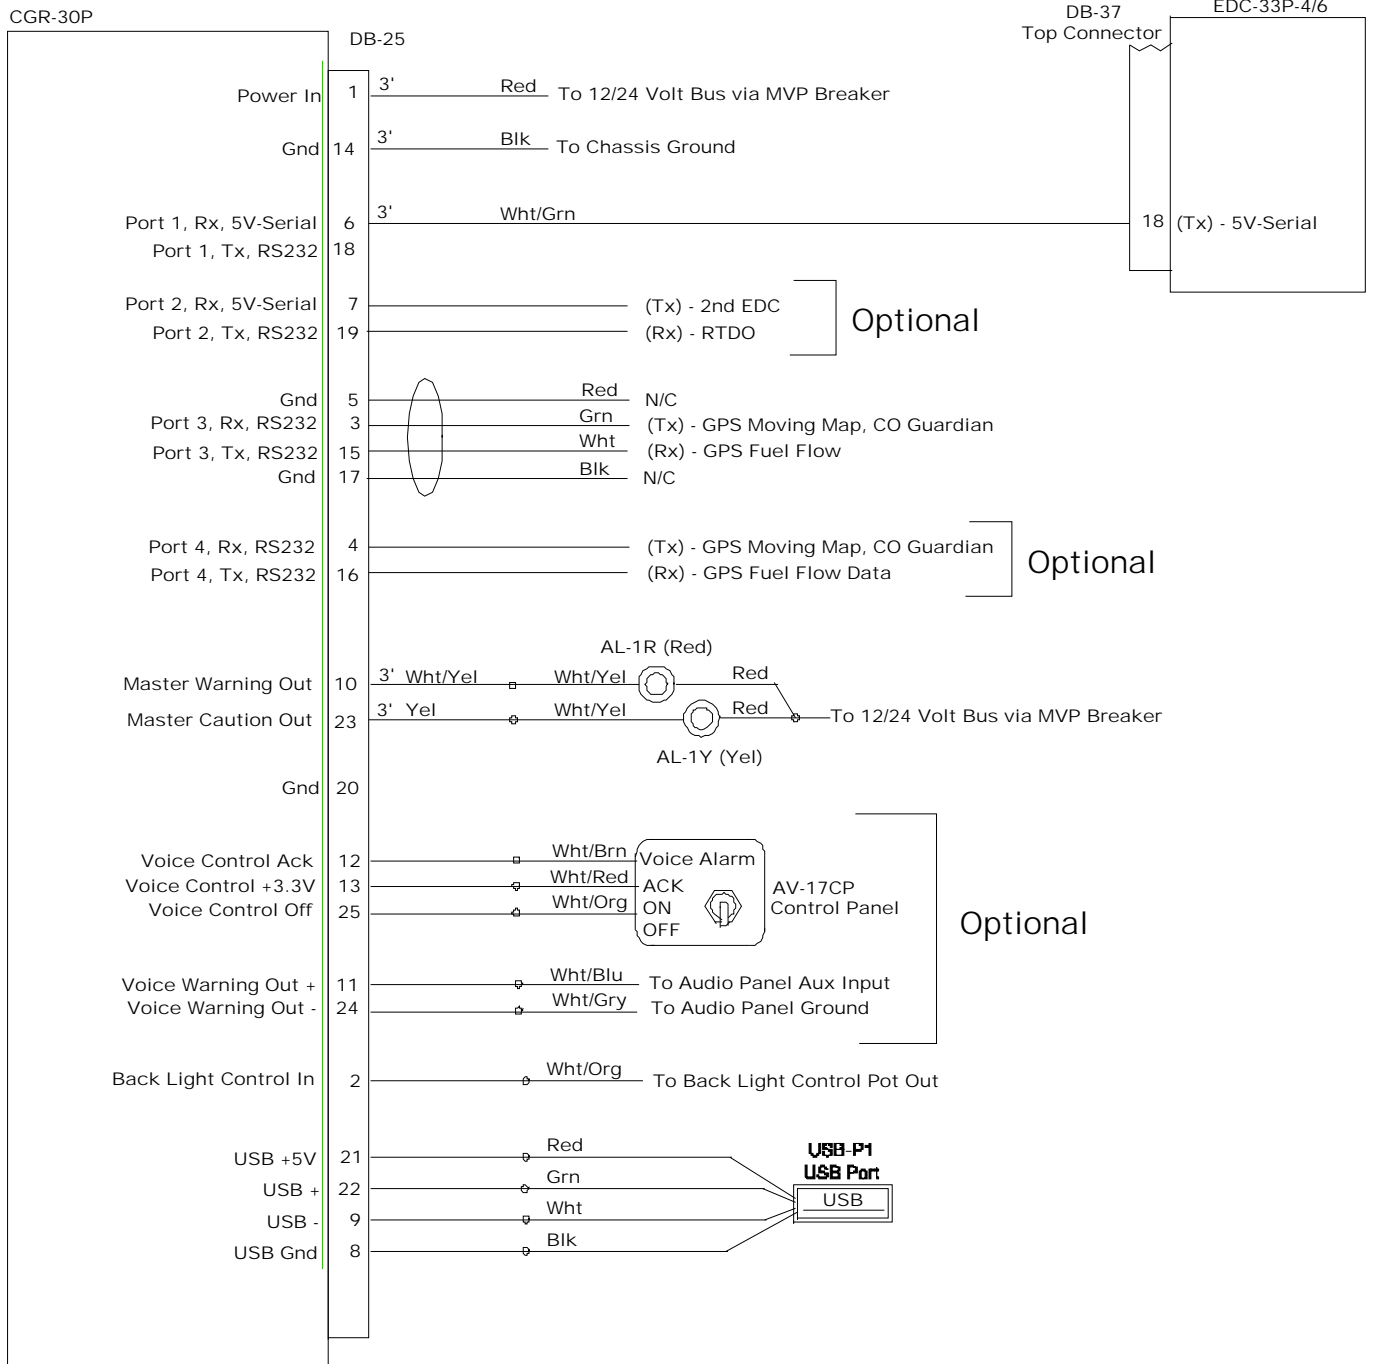 CGR-30P
DB-25
DB-37
Top Connector
EDC-33P-4/6
Power In 1 3' Red To 12/24 Volt Bus via MVP Breaker
Gnd 14 3' Blk To Chassis Ground
Port 1, Rx, 5V-Serial 6 3' Wht/Grn 18 (Tx) - 5V-Serial
Port 1, Tx, RS232 18
Port 2, Rx, 5V-Serial 7 (Tx) - 2nd EDC
Port 2, Tx, RS232 19 (Rx) - RTDO
Optional
Gnd 5 Red N/C
Port 3, Rx, RS232 3 Grn (Tx) - GPS Moving Map, CO Guardian
Port 3, Tx, RS232 15 Wht (Rx) - GPS Fuel Flow
Gnd 17 Blk N/C
Port 4, Rx, RS232 4 (Tx) - GPS Moving Map, CO Guardian
Port 4, Tx, RS232 16 (Rx) - GPS Fuel Flow Data
Optional
AL-1R (Red)
Master Warning Out 10 3' Wht/Yel Wht/Yel Red
Master Caution Out 23 3' Yel Wht/Yel Red To 12/24 Volt Bus via MVP Breaker
AL-1Y (Yel)
Gnd 20
Voice Control Ack 12 Wht/Brn Voice Alarm
Voice Control +3.3V 13 Wht/Red ACK AV-17CP
Voice Control Off 25 Wht/Org ON Control Panel
OFF
Optional
Voice Warning Out + 11 Wht/Blu To Audio Panel Aux Input
Voice Warning Out - 24 Wht/Gry To Audio Panel Ground
Back Light Control In 2 Wht/Org To Back Light Control Pot Out
USB-P1
USB Port
USB +5V 21 Red
USB + 22 Grn USB
USB - 9 Wht
USB Gnd 8 Blk